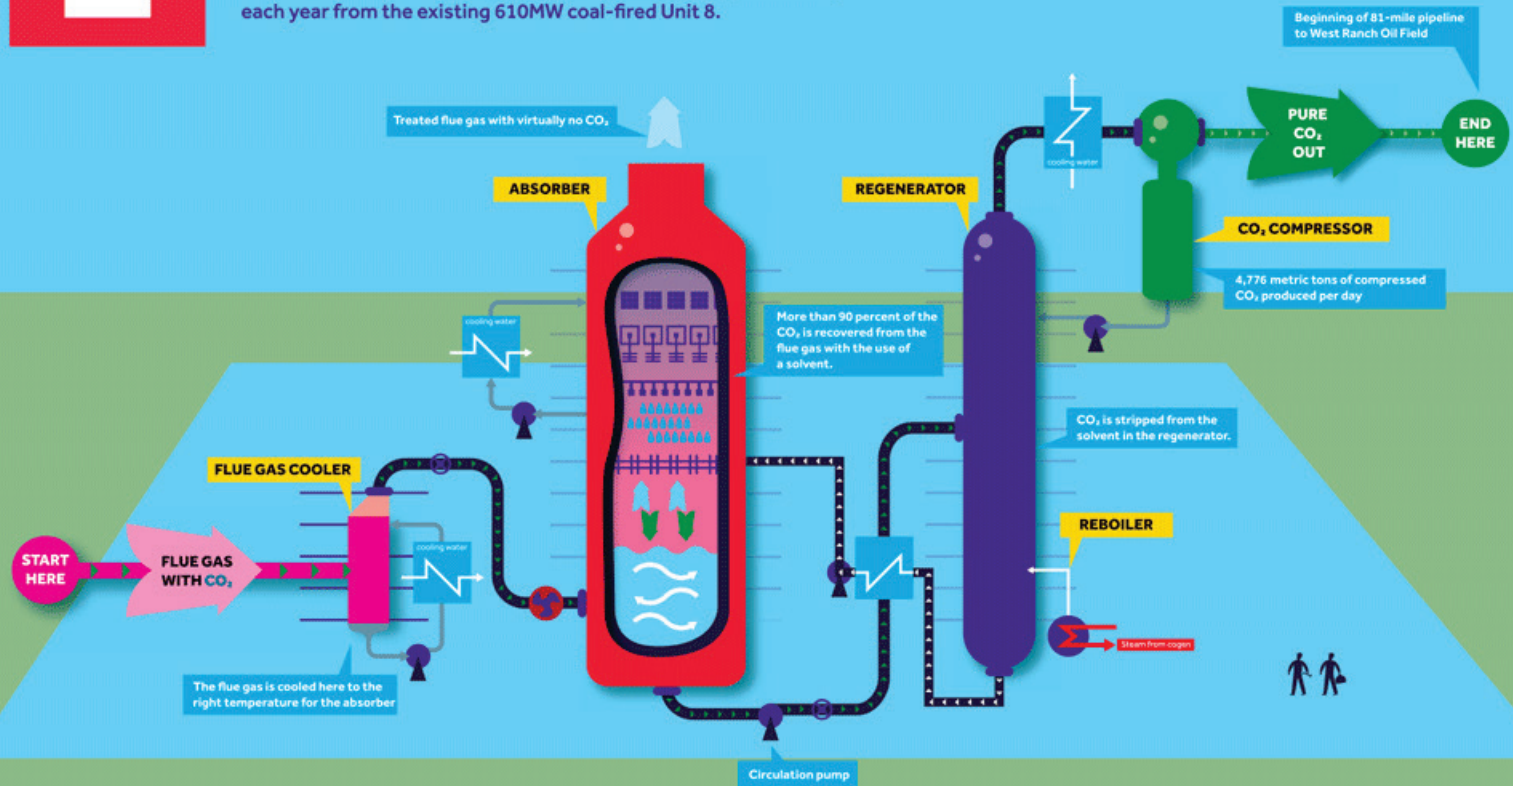 each year from the existing 610MW coal-fired Unit 8.
Beginning of 81-mile pipeline
to West Ranch Oil Field
Treated flue gas with virtually no CO₂
PURE
CO₂
OUT
END
HERE
cooling water
ABSORBER
REGENERATOR
CO₂ COMPRESSOR
4,776 metric tons of compressed
CO₂ produced per day
cooling water
More than 90 percent of the
CO₂ is recovered from the
flue gas with the use of
a solvent.
CO₂ is stripped from the
solvent in the regenerator.
FLUE GAS COOLER
REBOILER
START
HERE
FLUE GAS
WITH CO₂
cooling water
Steam from cogen
The flue gas is cooled here to the
right temperature for the absorber
Circulation pump